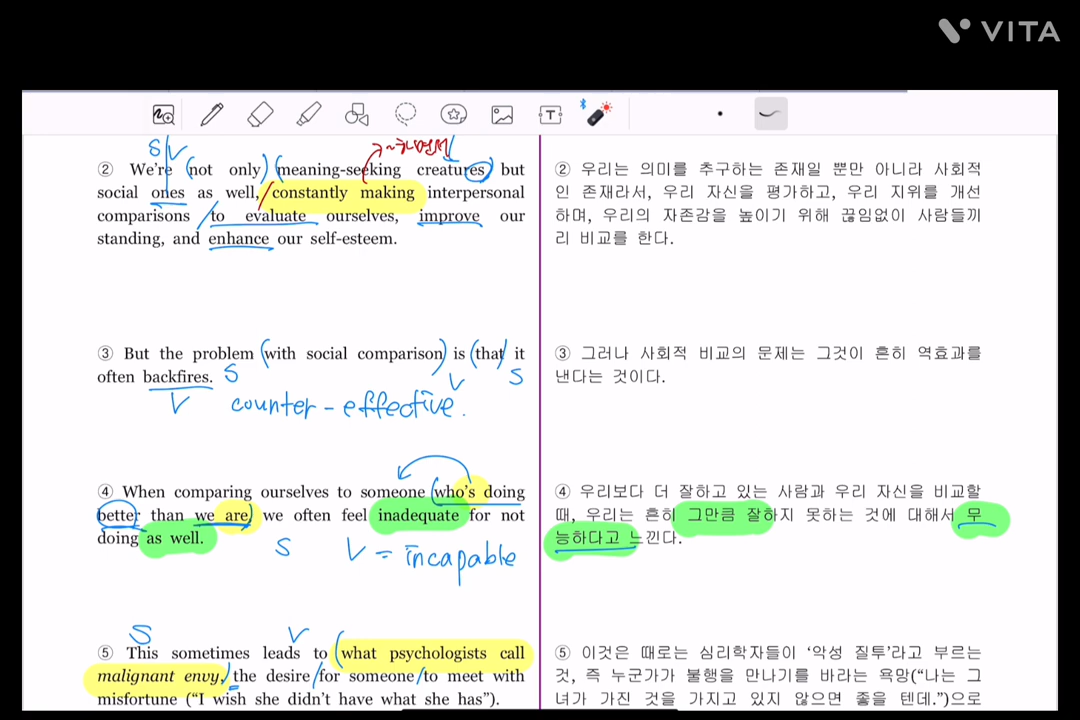 VITA
S V
~하면서
② We're (not only) (meaning-seeking creatures) but
social ones as well, constantly making interpersonal
comparisons to evaluate ourselves, improve our
standing, and enhance our self-esteem.
② 우리는 의미를 추구하는 존재일 뿐만 아니라 사회적
인 존재라서, 우리 자신을 평가하고, 우리 지위를 개선
하며, 우리의 자존감을 높이기 위해 끊임없이 사람들끼
리 비교를 한다.
③ But the problem (with social comparison) is (that it
often backfires.
S V S
V counter-effective.
③ 그러나 사회적 비교의 문제는 그것이 흔히 역효과를
낸다는 것이다.
④ When comparing ourselves to someone (who's doing
better than we are) we often feel inadequate for not
doing as well.
S V = incapable
④ 우리보다 더 잘하고 있는 사람과 우리 자신을 비교할
때, 우리는 흔히 그만큼 잘하지 못하는 것에 대해서 무
능하다고 느낀다.
S V
⑤ This sometimes leads to (what psychologists call
malignant envy, the desire for someone to meet with
misfortune (“I wish she didn't have what she has”).
⑤ 이것은 때로는 심리학자들이 ‘악성 질투’라고 부르는
것, 즉 누군가가 불행을 만나기를 바라는 욕망(“나는 그
녀가 가진 것을 가지고 있지 않으면 좋을 텐데.”)으로